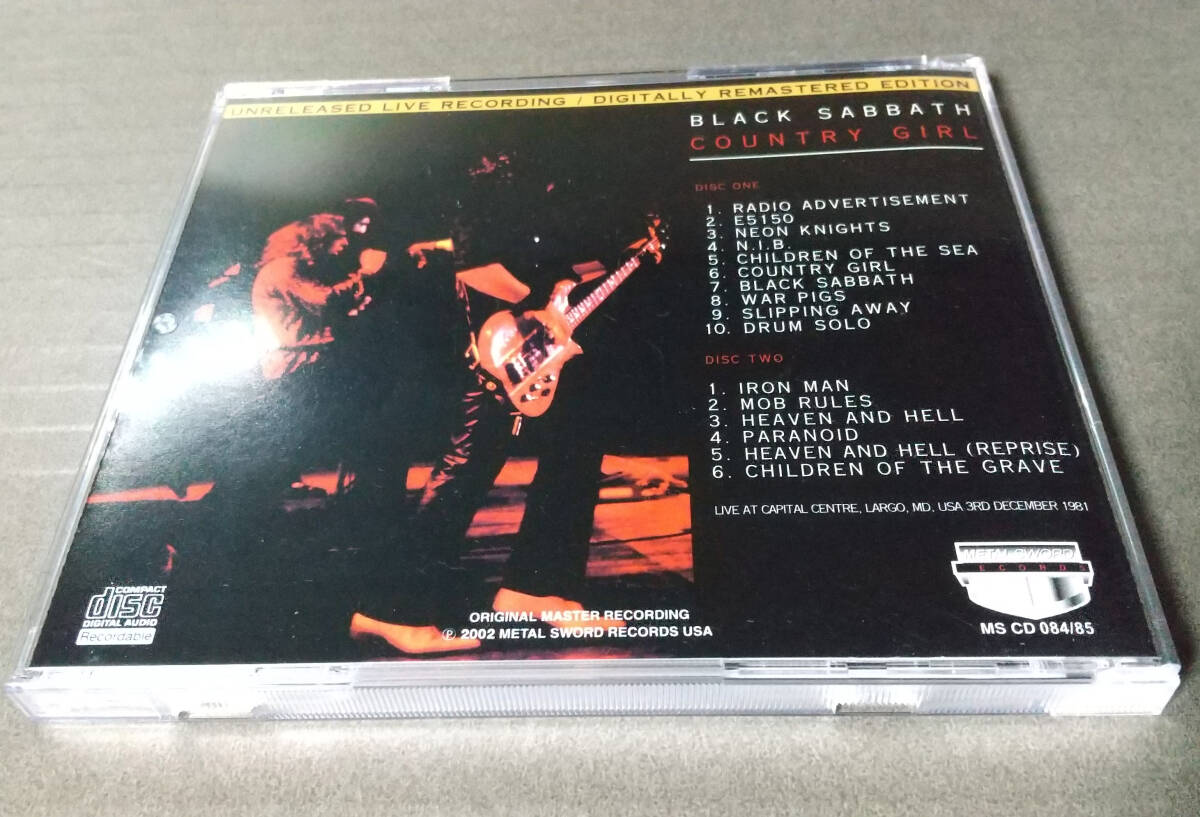 UNRELEASED LIVE RECORDING / DIGITALLY REMASTERED EDITION
BLACK SABBATH
COUNTRY GIRL
DISC ONE
1. RADIO ADVERTISEMENT
2. E5150
3. NEON KNIGHTS
4. N.I.B.
5. CHILDREN OF THE SEA
6. COUNTRY GIRL
7. BLACK SABBATH
8. WAR PIGS
9. SLIPPING AWAY
10. DRUM SOLO
DISC TWO
1. IRON MAN
2. MOB RULES
3. HEAVEN AND HELL
4. PARANOID
5. HEAVEN AND HELL (REPRISE)
6. CHILDREN OF THE GRAVE
LIVE AT CAPITAL CENTRE, LARGO, MD. USA 3RD DECEMBER 1981
METAL SWORD
RECORDS
MS CD 084/85
COMPACT
disc
DIGITAL AUDIO
Recordable
ORIGINAL MASTER RECORDING
℗ 2002 METAL SWORD RECORDS USA